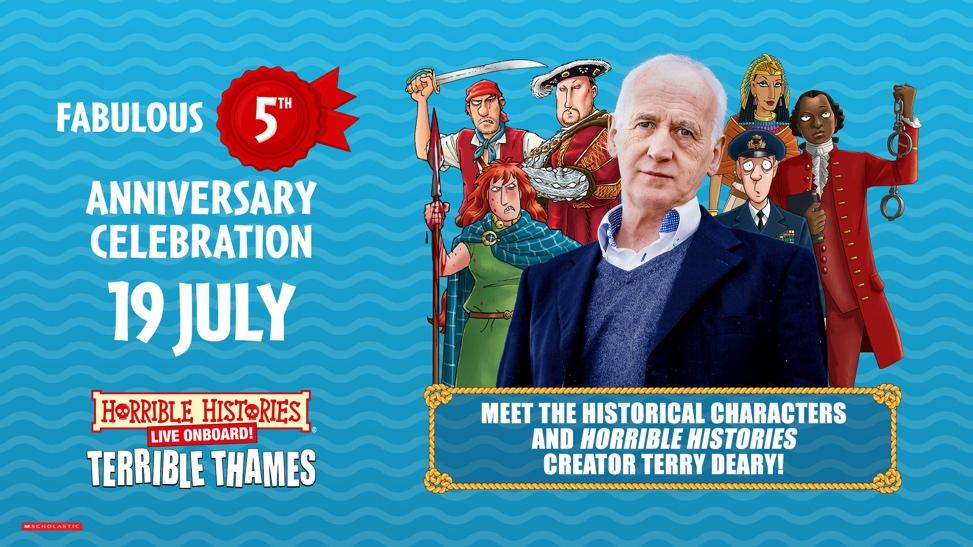 FABULOUS 5TH
ANNIVERSARY
CELEBRATION
19 JULY
HORRIBLE HISTORIES®
LIVE ONBOARD!
TERRIBLE THAMES
SCHOLASTIC
MEET THE HISTORICAL CHARACTERS
AND HORRIBLE HISTORIES
CREATOR TERRY DEARY!